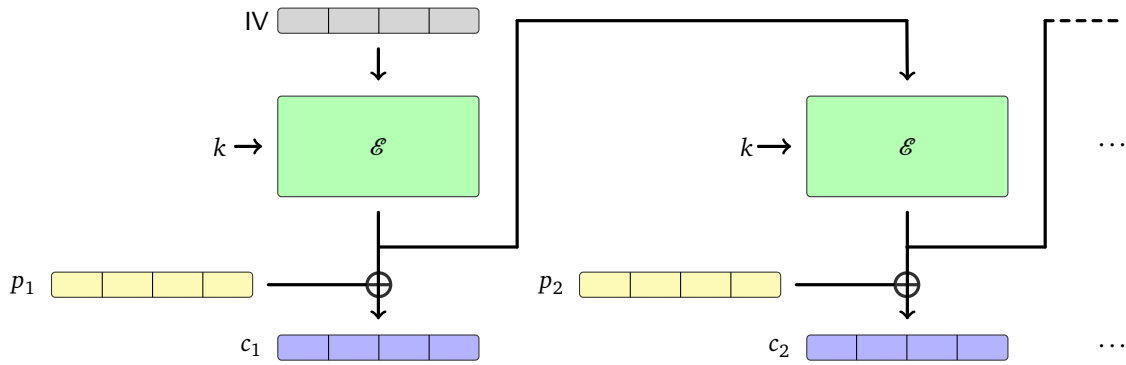 IV
k ℰ k ℰ ...
p₁ p₂
c₁ c₂ ...